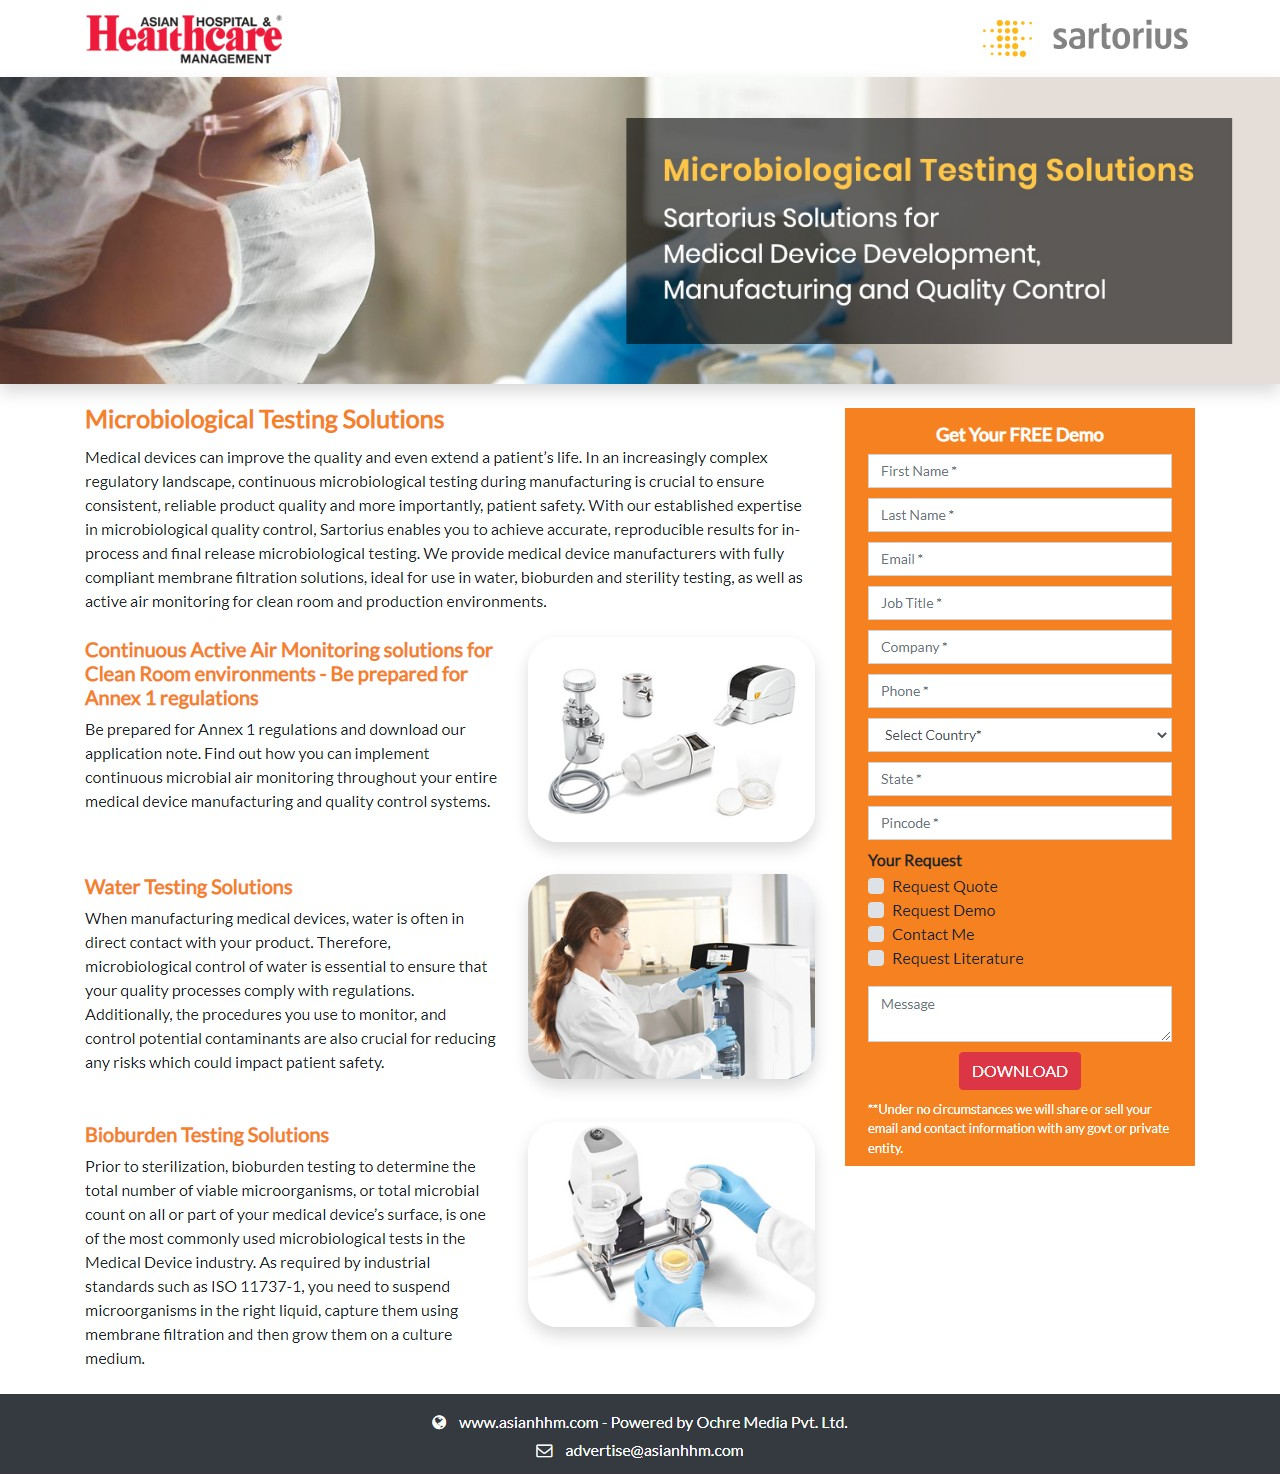 ASIAN HOSPITAL &
Healthcare
MANAGEMENT
sartorius
Microbiological Testing Solutions
Sartorius Solutions for
Medical Device Development,
Manufacturing and Quality Control
Microbiological Testing Solutions
Medical devices can improve the quality and even extend a patient’s life. In an increasingly complex
regulatory landscape, continuous microbiological testing during manufacturing is crucial to ensure
consistent, reliable product quality and more importantly, patient safety. With our established expertise
in microbiological quality control, Sartorius enables you to achieve accurate, reproducible results for in-
process and final release microbiological testing. We provide medical device manufacturers with fully
compliant membrane filtration solutions, ideal for use in water, bioburden and sterility testing, as well as
active air monitoring for clean room and production environments.
Continuous Active Air Monitoring solutions for
Clean Room environments - Be prepared for
Annex 1 regulations
Be prepared for Annex 1 regulations and download our
application note. Find out how you can implement
continuous microbial air monitoring throughout your entire
medical device manufacturing and quality control systems.
Water Testing Solutions
When manufacturing medical devices, water is often in
direct contact with your product. Therefore,
microbiological control of water is essential to ensure that
your quality processes comply with regulations.
Additionally, the procedures you use to monitor, and
control potential contaminants are also crucial for reducing
any risks which could impact patient safety.
Bioburden Testing Solutions
Prior to sterilization, bioburden testing to determine the
total number of viable microorganisms, or total microbial
count on all or part of your medical device’s surface, is one
of the most commonly used microbiological tests in the
Medical Device industry. As required by industrial
standards such as ISO 11737-1, you need to suspend
microorganisms in the right liquid, capture them using
membrane filtration and then grow them on a culture
medium.
Get Your FREE Demo
First Name *
Last Name *
Email *
Job Title *
Company *
Phone *
Select Country*
State *
Pincode *
Your Request
Request Quote
Request Demo
Contact Me
Request Literature
Message
DOWNLOAD
**Under no circumstances we will share or sell your
email and contact information with any govt or private
entity.
www.asianhhm.com - Powered by Ochre Media Pvt. Ltd.
advertise@asianhhm.com